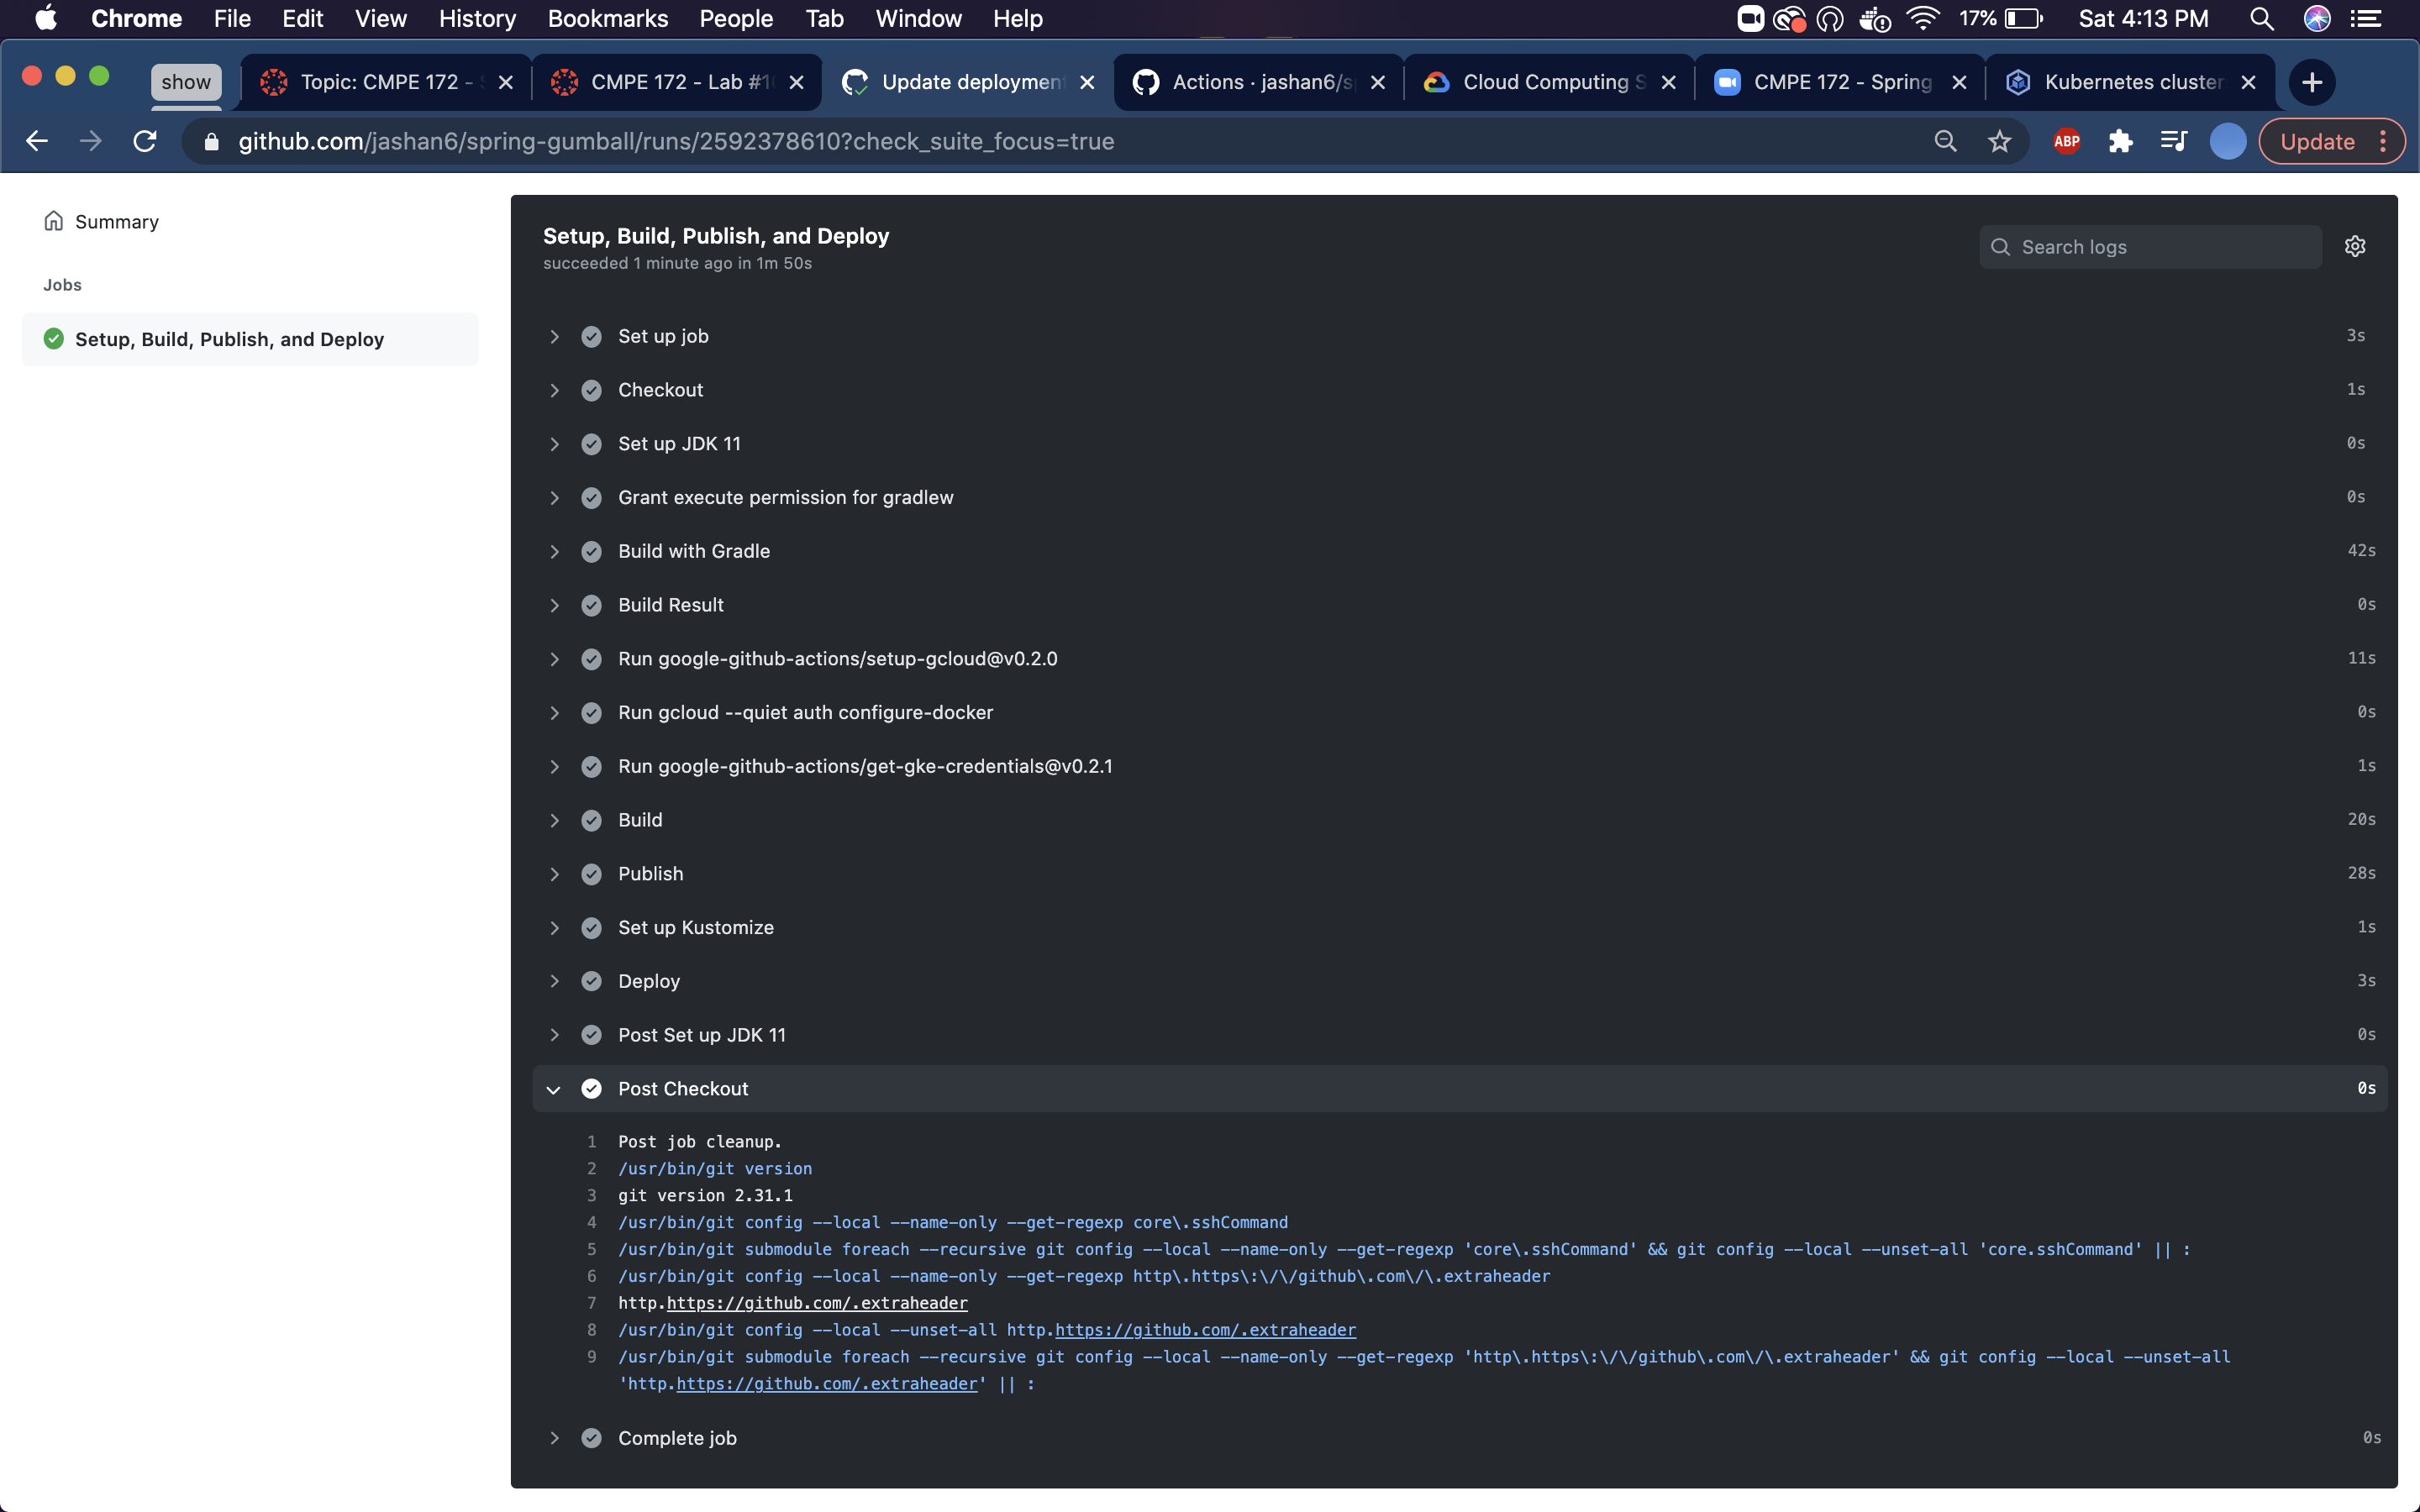 Chrome File Edit View History Bookmarks People Tab Window Help 17% Sat 4:13 PM
show Topic: CMPE 172 - CMPE 172 - Lab #1 Update deploymen Actions · jashan6/s Cloud Computing S CMPE 172 - Spring Kubernetes cluster
github.com/jashan6/spring-gumball/runs/2592378610?check_suite_focus=true ABP Update
Summary
Jobs
Setup, Build, Publish, and Deploy
Setup, Build, Publish, and Deploy
succeeded 1 minute ago in 1m 50s
Search logs
Set up job 3s
Checkout 1s
Set up JDK 11 0s
Grant execute permission for gradlew 0s
Build with Gradle 42s
Build Result 0s
Run google-github-actions/setup-gcloud@v0.2.0 11s
Run gcloud --quiet auth configure-docker 0s
Run google-github-actions/get-gke-credentials@v0.2.1 1s
Build 20s
Publish 28s
Set up Kustomize 1s
Deploy 3s
Post Set up JDK 11 0s
Post Checkout 0s
1 Post job cleanup.
2 /usr/bin/git version
3 git version 2.31.1
4 /usr/bin/git config --local --name-only --get-regexp core\.sshCommand
5 /usr/bin/git submodule foreach --recursive git config --local --name-only --get-regexp 'core\.sshCommand' && git config --local --unset-all 'core.sshCommand' || :
6 /usr/bin/git config --local --name-only --get-regexp http\.https\:\/\/github\.com\/\.extraheader
7 http.https://github.com/.extraheader
8 /usr/bin/git config --local --unset-all http.https://github.com/.extraheader
9 /usr/bin/git submodule foreach --recursive git config --local --name-only --get-regexp 'http\.https\:\/\/github\.com\/\.extraheader' && git config --local --unset-all
'http.https://github.com/.extraheader' || :
Complete job 0s